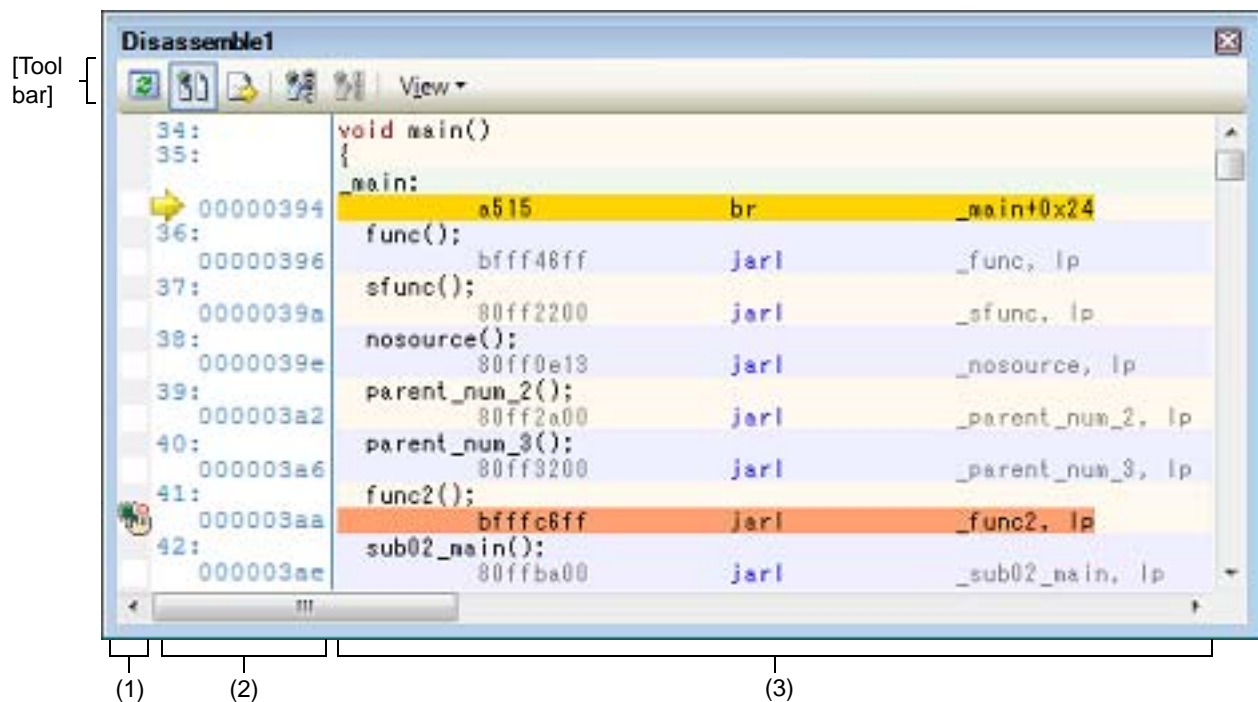 Disassemble1
[Tool bar]
View
34: void main()
35: {
_main:
00000394 a515 br _main+0x24
36: func();
00000396 bfff46ff jarl _func, lp
37: sfunc();
0000039a 80ff2200 jarl _sfunc, lp
38: nosource();
0000039e 80ff0e13 jarl _nosource, lp
39: parent_num_2();
000003a2 80ff2a00 jarl _parent_num_2, lp
40: parent_num_3();
000003a6 80ff3200 jarl _parent_num_3, lp
41: func2();
000003aa bfffc6ff jarl _func2, lp
42: sub02_main();
000003ae 80ffba00 jarl _sub02_main, lp
(1) (2) (3)